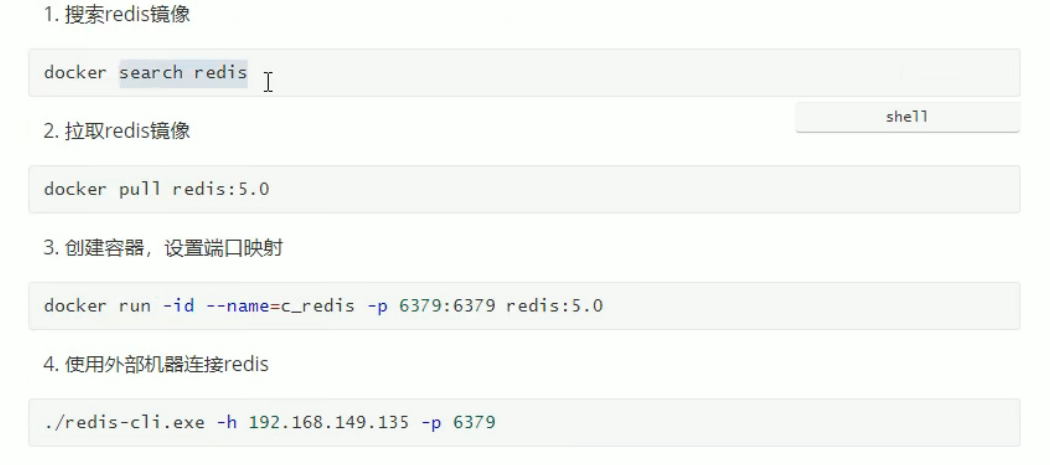 1. 搜索redis镜像
docker search redis
shell
2. 拉取redis镜像
docker pull redis:5.0
3. 创建容器，设置端口映射
docker run -id --name=c_redis -p 6379:6379 redis:5.0
4. 使用外部机器连接redis
./redis-cli.exe -h 192.168.149.135 -p 6379